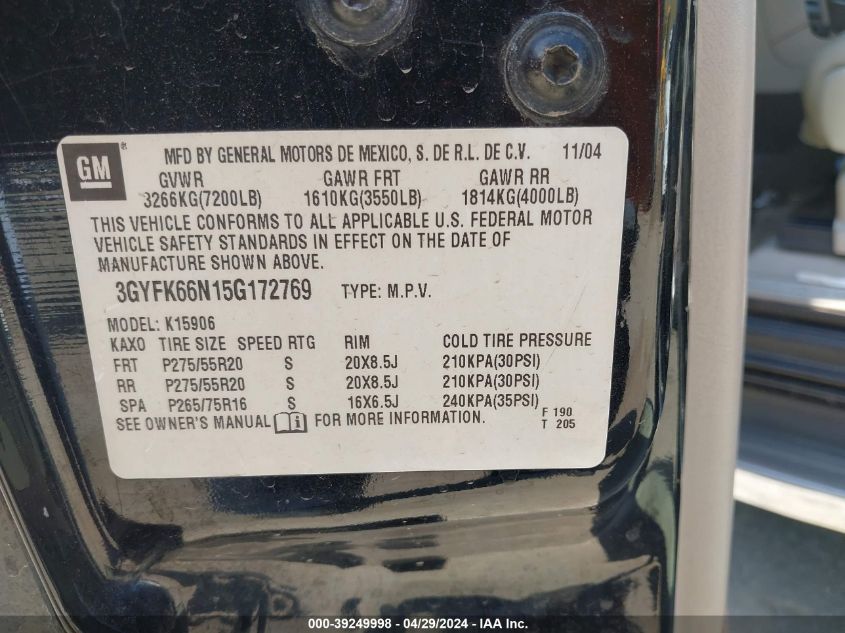 GM ® MFD BY GENERAL MOTORS DE MEXICO, S. DE R.L. DE C.V. 11/04
GVWR GAWR FRT GAWR RR
3266KG(7200LB) 1610KG(3550LB) 1814KG(4000LB)
THIS VEHICLE CONFORMS TO ALL APPLICABLE U.S. FEDERAL MOTOR
VEHICLE SAFETY STANDARDS IN EFFECT ON THE DATE OF
MANUFACTURE SHOWN ABOVE.
3GYFK66N15G172769 TYPE: M.P.V.
MODEL: K15906
KAXO TIRE SIZE SPEED RTG RIM COLD TIRE PRESSURE
FRT P275/55R20 S 20X8.5J 210KPA(30PSI)
RR P275/55R20 S 20X8.5J 210KPA(30PSI)
SPA P265/75R16 S 16X6.5J 240KPA(35PSI)
SEE OWNER'S MANUAL i FOR MORE INFORMATION. F 190
T 205
000-39249998 - 04/29/2024 - IAA Inc.